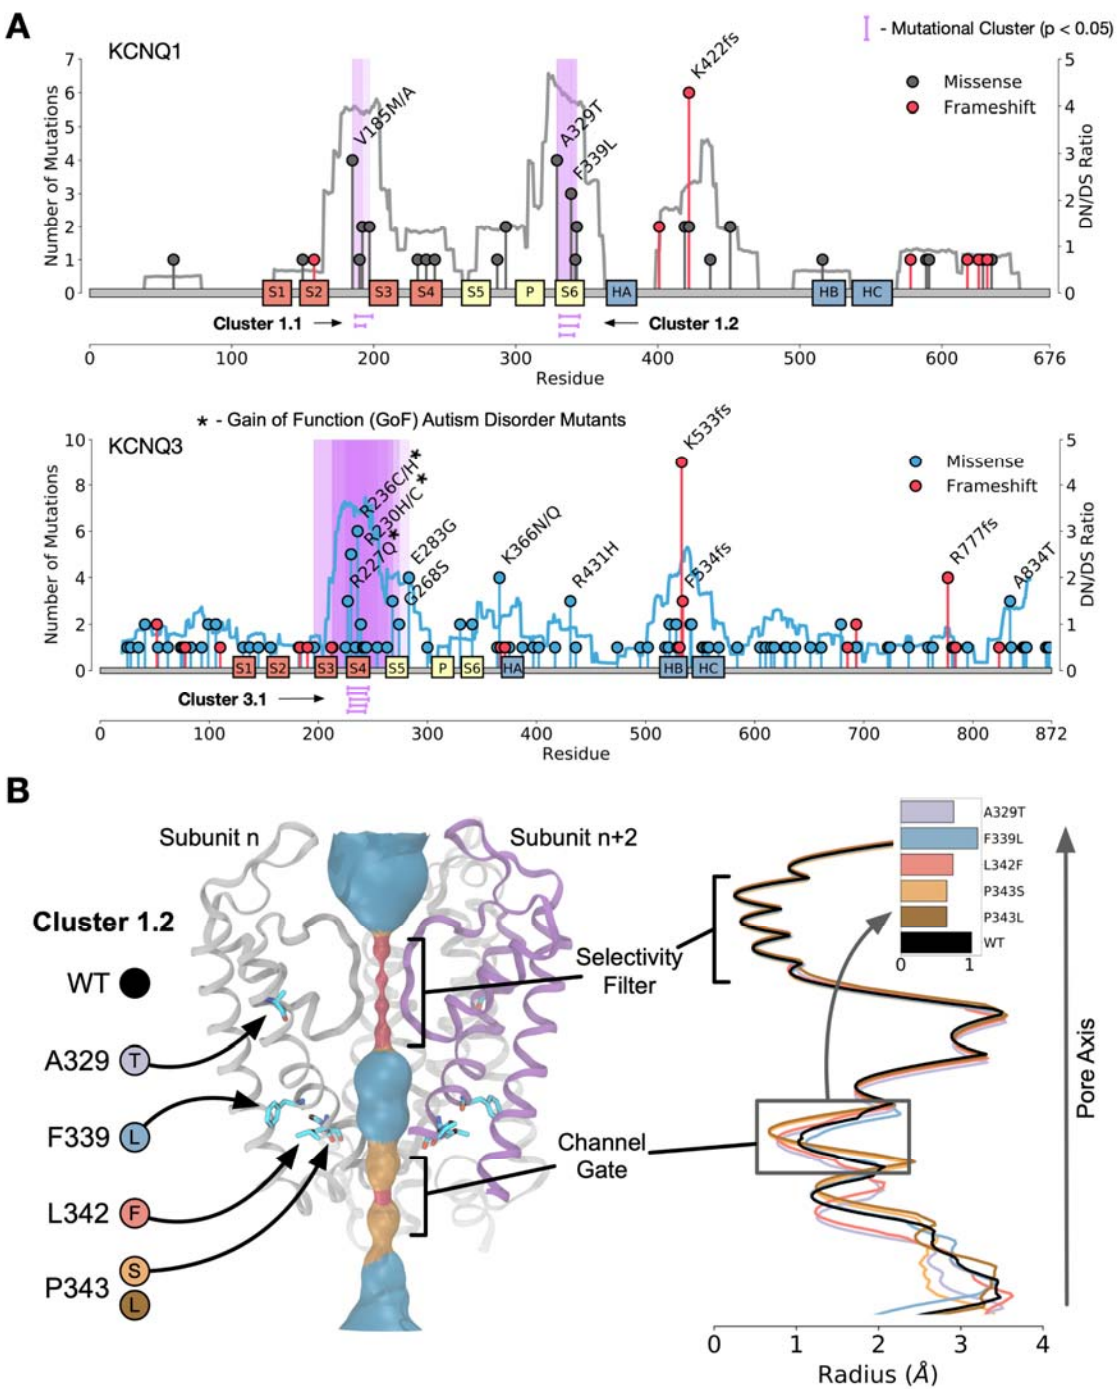 A
- Mutational Cluster (p < 0.05)
KCNQ1
Number of Mutations
7
6
5
4
3
2
1
0
V185M/A
A329T
F339L
K422fs
Missense
Frameshift
5
4
3
2
1
0
DN/DS Ratio
S1 S2 S3 S4 S5 P S6 HA HB HC
Cluster 1.1
Cluster 1.2
0 100 200 300 400 500 600 676
Residue
* - Gain of Function (GoF) Autism Disorder Mutants
KCNQ3
Number of Mutations
10
8
6
4
2
0
R236C/H*
R230H/C*
R227Q*
E283G
G268S
K366N/Q
R431H
K533fs
F534fs
R777fs
A834T
Missense
Frameshift
5
4
3
2
1
0
DN/DS Ratio
S1 S2 S3 S4 S5 P S6 HA HB HC
Cluster 3.1
0 100 200 300 400 500 600 700 800 872
Residue
B
Subunit n
Subunit n+2
Cluster 1.2
WT
A329 T
F339 L
L342 F
P343 S
L
Selectivity
Filter
Channel
Gate
A329T
F339L
L342F
P343S
P343L
WT
0 1
Pore Axis
0 1 2 3 4
Radius (Å)